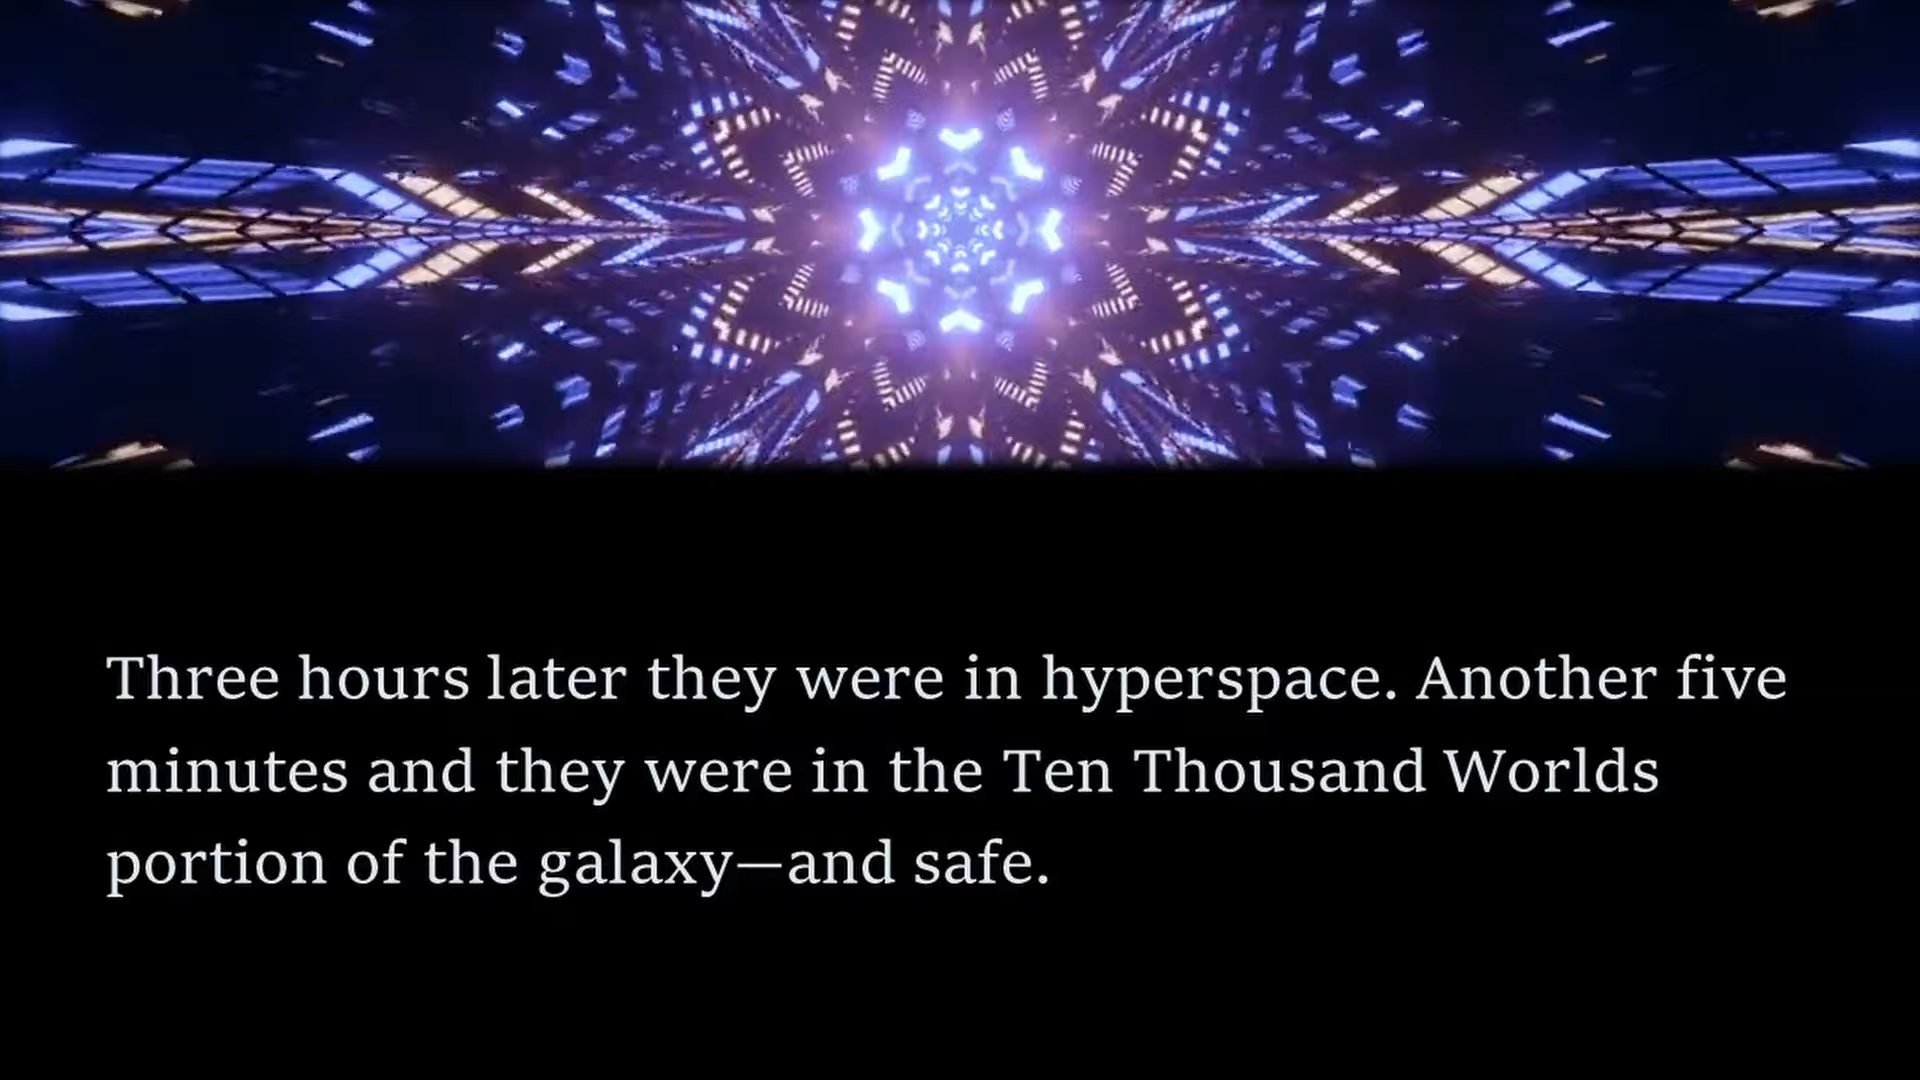 Three hours later they were in hyperspace. Another five
minutes and they were in the Ten Thousand Worlds
portion of the galaxy—and safe.